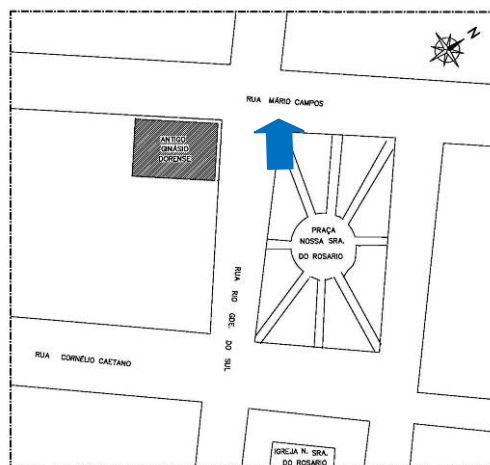 N
RUA MÁRIO CAMPOS
ANTIGO
GINÁSIO
DORENSE
PRAÇA
NOSSA SRA.
DO ROSARIO
RUA RIO GDE. DO SUL
RUA CORNÉLIO CAETANO
IGREJA N. SRA.
DO ROSARIO